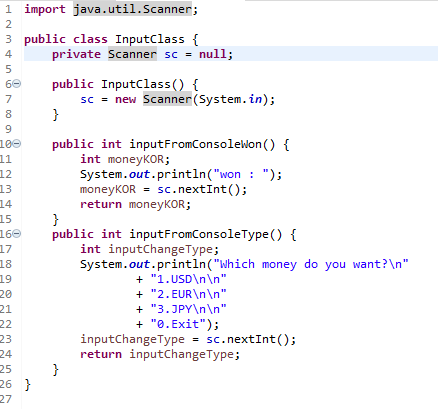 1 import java.util.Scanner;
2
3 public class InputClass {
4     private Scanner sc = null;
5
6     public InputClass() {
7         sc = new Scanner(System.in);
8     }
9
10     public int inputFromConsoleWon() {
11         int moneyKOR;
12         System.out.println("won : ");
13         moneyKOR = sc.nextInt();
14         return moneyKOR;
15     }
16     public int inputFromConsoleType() {
17         int inputChangeType;
18         System.out.println("Which money do you want?\n"
19                 + "1.USD\n\n"
20                 + "2.EUR\n\n"
21                 + "3.JPY\n\n"
22                 + "0.Exit");
23         inputChangeType = sc.nextInt();
24         return inputChangeType;
25     }
26 }
27